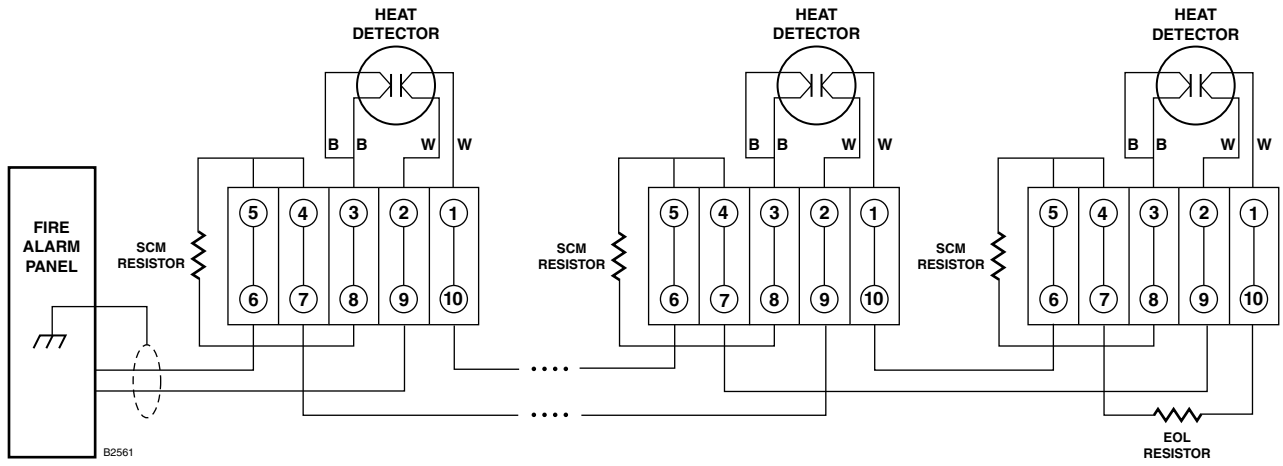 HEAT
DETECTOR
HEAT
DETECTOR
HEAT
DETECTOR
B B W W
B B W W
B B W W
FIRE
ALARM
PANEL
SCM
RESISTOR
5 4 3 2 1
6 7 8 9 10
SCM
RESISTOR
5 4 3 2 1
6 7 8 9 10
SCM
RESISTOR
5 4 3 2 1
6 7 8 9 10
EOL
RESISTOR
B2561